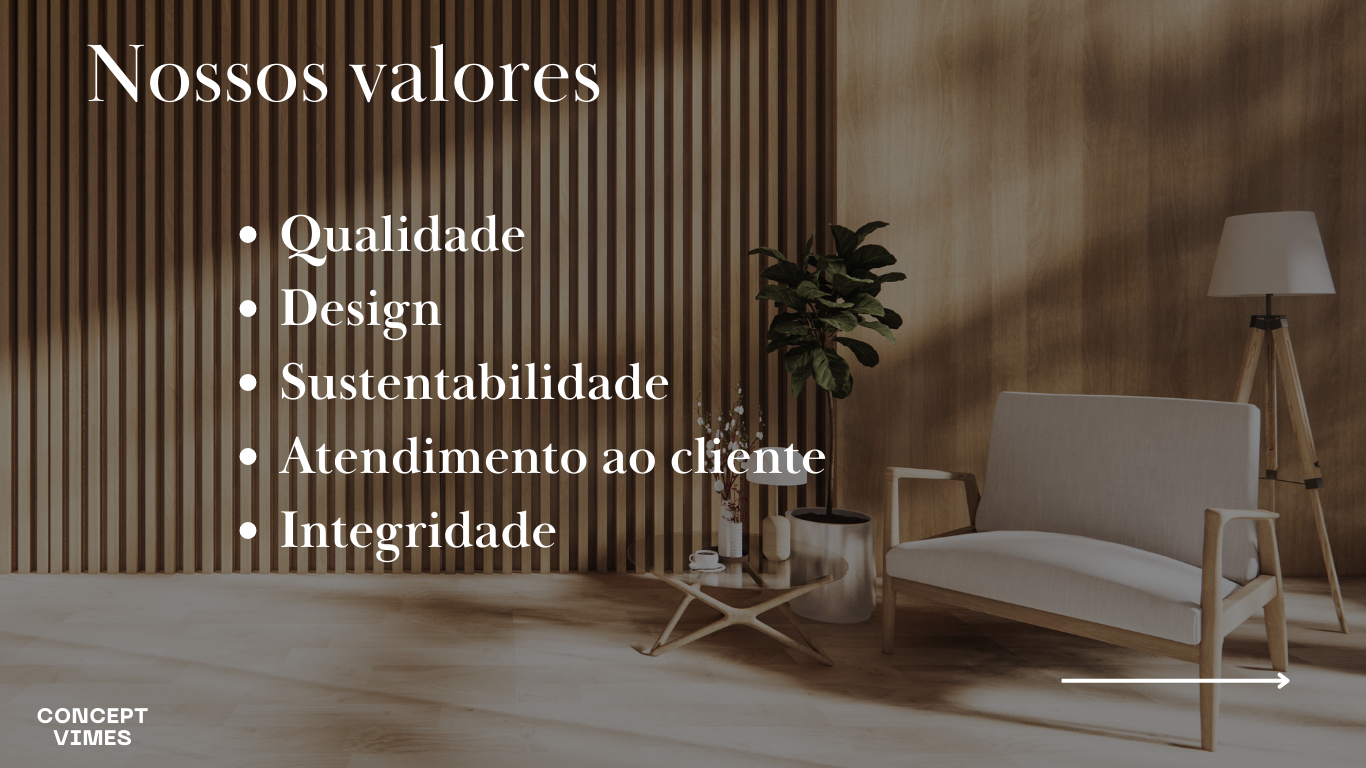 Nossos valores
Qualidade
Design
Sustentabilidade
Atendimento ao cliente
Integridade
CONCEPT
VIMES